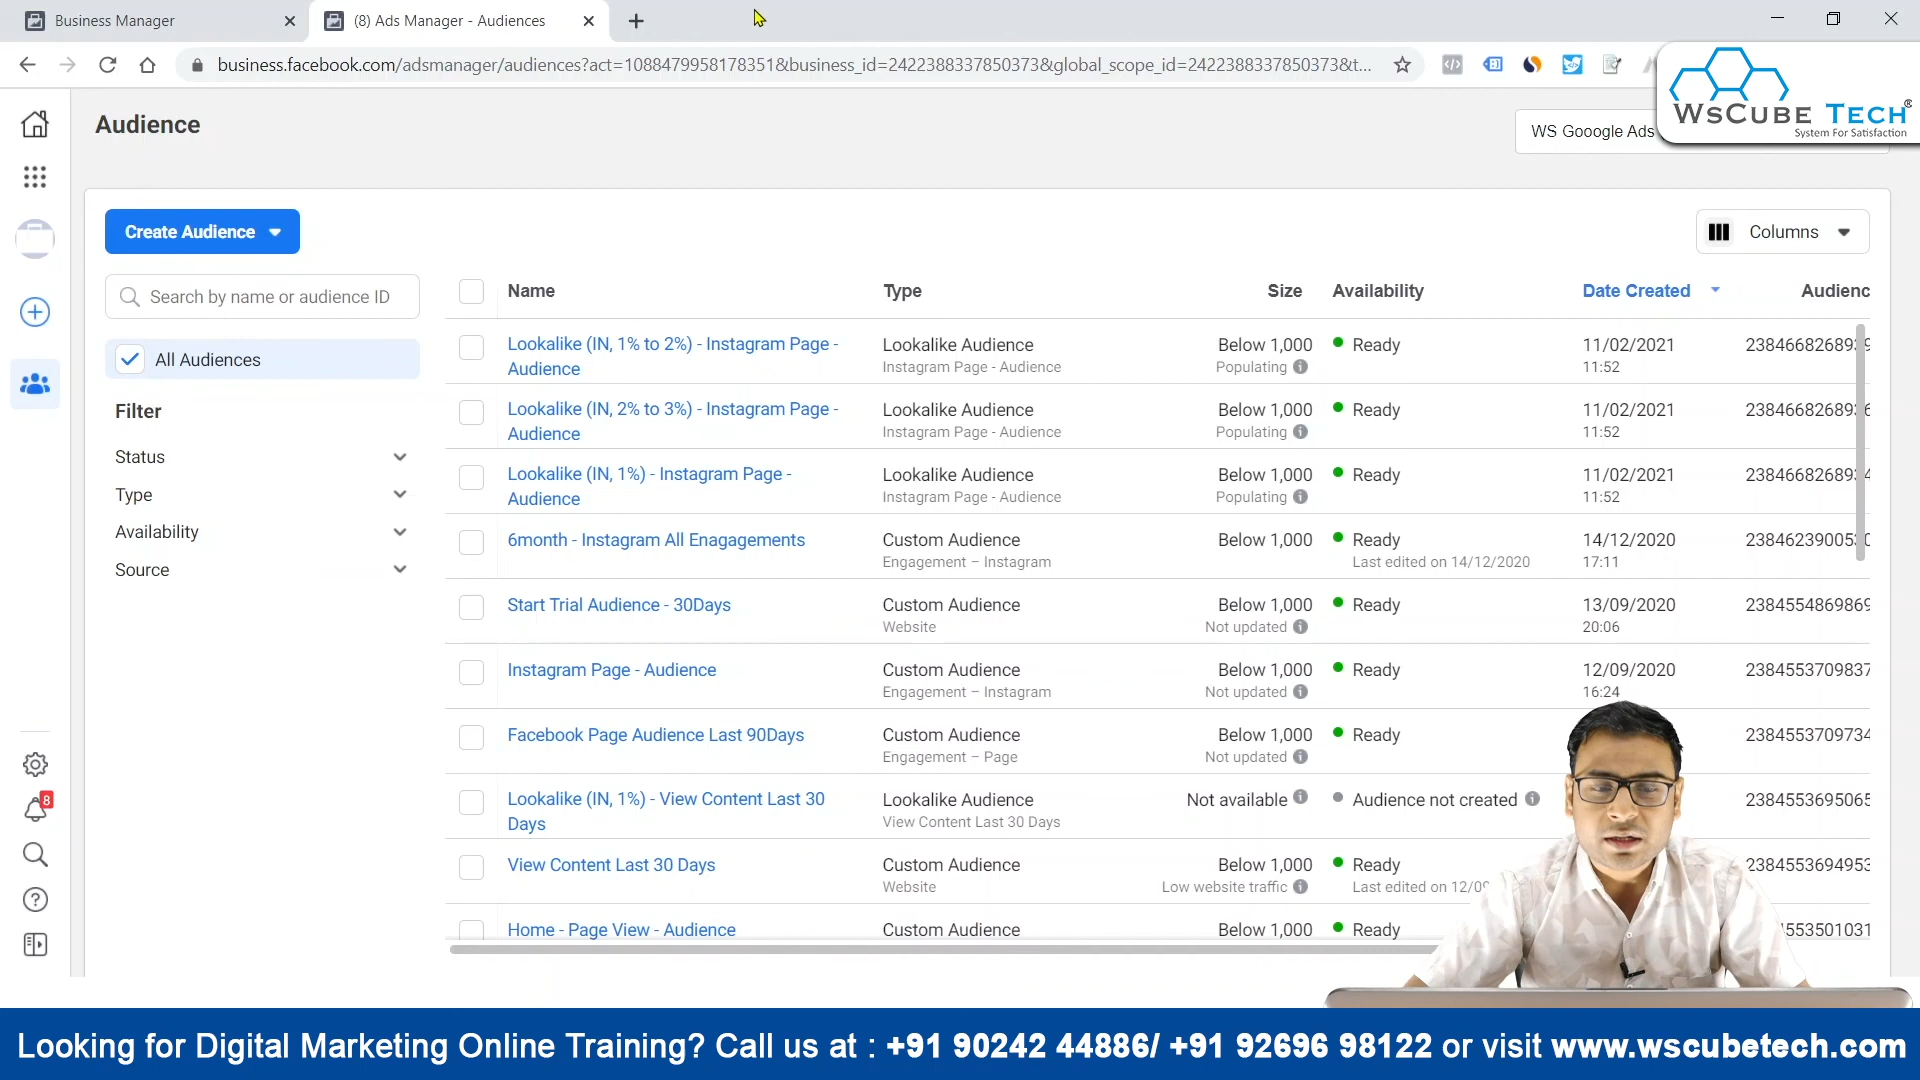 Business Manager
(8) Ads Manager - Audiences
business.facebook.com/adsmanager/audiences?act=1088479958178351&business_id=2422388337850373&global_scope_id=2422388337850373&t...
WSCUBE TECH®
System For Satisfaction
Audience
WS Gooogle Ads
Create Audience
Columns
Search by name or audience ID
All Audiences
Filter
Status
Type
Availability
Source
8
Name Type Size Availability Date Created Audienc
Lookalike (IN, 1% to 2%) - Instagram Page - Lookalike Audience Below 1,000 Ready 11/02/2021
Audience Instagram Page - Audience Populating 11:52
Lookalike (IN, 2% to 3%) - Instagram Page - Lookalike Audience Below 1,000 Ready 11/02/2021
Audience Instagram Page - Audience Populating 11:52
Lookalike (IN, 1%) - Instagram Page - Lookalike Audience Below 1,000 Ready 11/02/2021
Audience Instagram Page - Audience Populating 11:52
6month - Instagram All Enagagements Custom Audience Below 1,000 Ready 14/12/2020
Engagement – Instagram Last edited on 14/12/2020 17:11
Start Trial Audience - 30Days Custom Audience Below 1,000 Ready 13/09/2020 2384554869869
Website Not updated 20:06
Instagram Page - Audience Custom Audience Below 1,000 Ready 12/09/2020 2384553709837
Engagement – Instagram Not updated 16:24
Facebook Page Audience Last 90Days Custom Audience Below 1,000 Ready 2384553709734
Engagement – Page Not updated
Lookalike (IN, 1%) - View Content Last 30 Lookalike Audience Not available Audience not created 2384553695065
Days View Content Last 30 Days
View Content Last 30 Days Custom Audience Below 1,000 Ready 2384553694953
Website Low website traffic Last edited on 12/09
Home - Page View - Audience Custom Audience Below 1,000 Ready 4553501031
Looking for Digital Marketing Online Training? Call us at : +91 90242 44886/ +91 92696 98122 or visit www.wscubetech.com